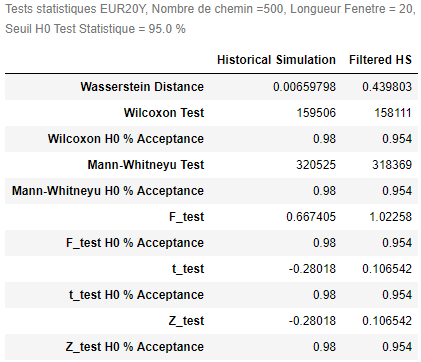 Tests statistiques EUR20Y, Nombre de chemin =500, Longueur Fenetre = 20,
Seuil H0 Test Statistique = 95.0 %
Historical Simulation Filtered HS
Wasserstein Distance 0.00659798 0.439803
Wilcoxon Test 159506 158111
Wilcoxon H0 % Acceptance 0.98 0.954
Mann-Whitneyu Test 320525 318369
Mann-Whitneyu H0 % Acceptance 0.98 0.954
F_test 0.667405 1.02258
F_test H0 % Acceptance 0.98 0.954
t_test -0.28018 0.106542
t_test H0 % Acceptance 0.98 0.954
Z_test -0.28018 0.106542
Z_test H0 % Acceptance 0.98 0.954